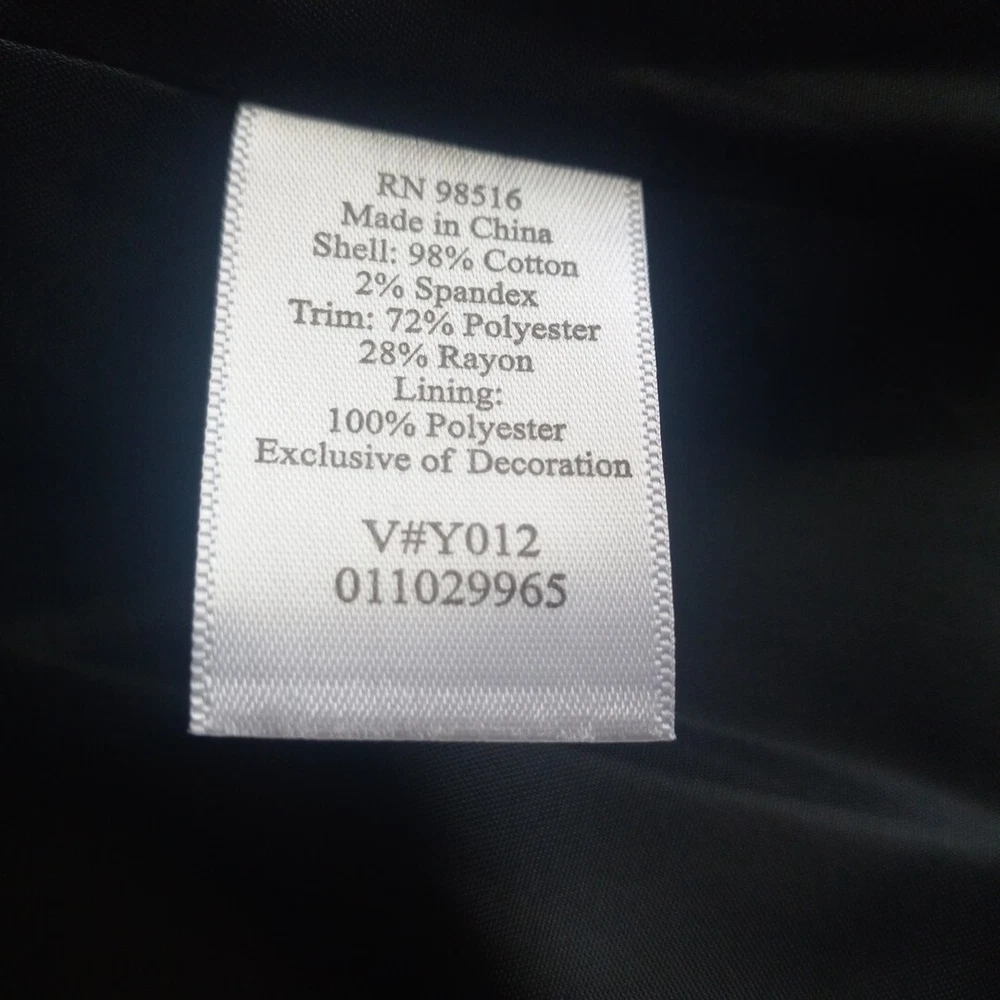 RN 98516
Made in China
Shell: 98% Cotton
2% Spandex
Trim: 72% Polyester
28% Rayon
Lining:
100% Polyester
Exclusive of Decoration
V#Y012
011029965